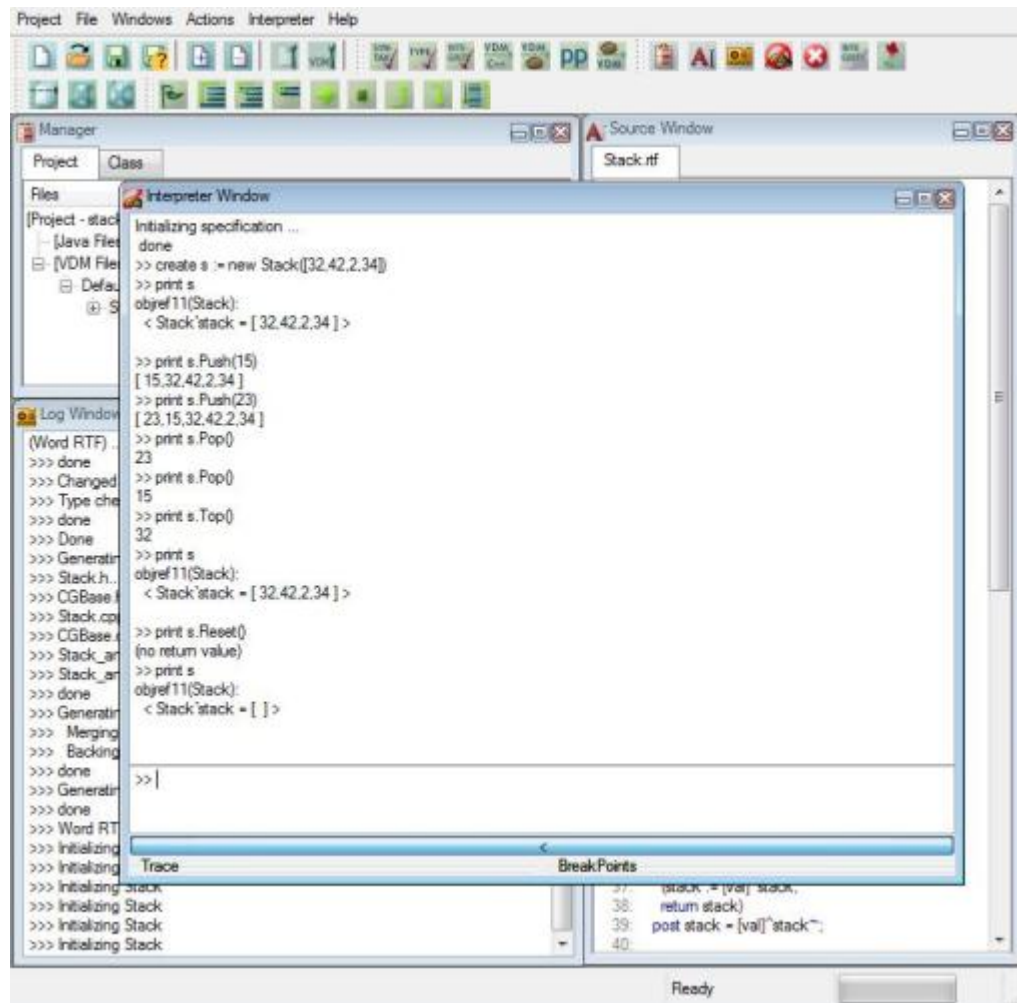 Project File Windows Actions Interpreter Help
VDM
PP
Manager
Project Class
Files
[Project - stack
[Java Files
[VDM Files
Defau
S
Source Window
Stack.rtf
Interpreter Window
Initializing specification ...
done
>> create s := new Stack([32,42,2,34])
>> print s
objref11(Stack):
< Stack`stack = [ 32,42,2,34 ] >
>> print s.Push(15)
[ 15,32,42,2,34 ]
>> print s.Push(23)
[ 23,15,32,42,2,34 ]
>> print s.Pop()
23
>> print s.Pop()
15
>> print s.Top()
32
>> print s
objref11(Stack):
< Stack`stack = [ 32,42,2,34 ] >
>> print s.Reset()
(no return value)
>> print s
objref11(Stack):
< Stack`stack = [ ] >
>>
Trace BreakPoints
Log Window
(Word RTF) ..
>>> done
>>> Changed
>>> Type che
>>> done
>>> Done
>>> Generatin
>>> Stack.h..
>>> CGBase.h
>>> Stack.cpp
>>> CGBase.c
>>> Stack_an
>>> Stack_an
>>> done
>>> Generatin
>>> Merging
>>> Backing
>>> done
>>> Generatin
>>> done
>>> Word RT
>>> Initializing
>>> Initializing
>>> Initializing Stack
>>> Initializing Stack
>>> Initializing Stack
>>> Initializing Stack
37: (stack := [val]^stack;
38: return stack)
39: post stack = [val]^stack~;
40:
Ready